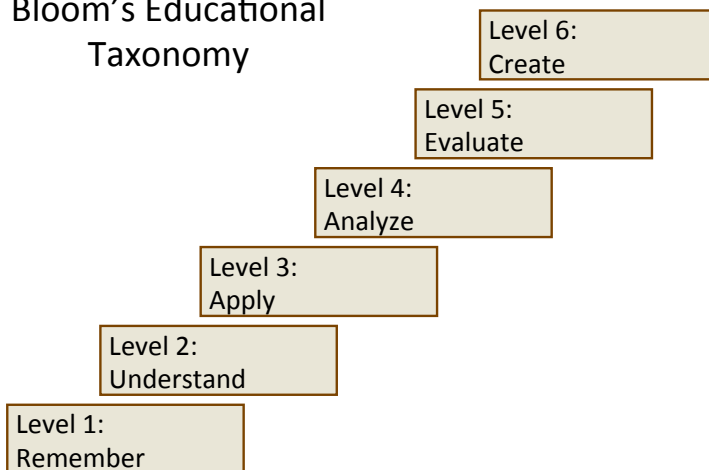 Bloom's Educational
Taxonomy
Level 6:
Create
Level 5:
Evaluate
Level 4:
Analyze
Level 3:
Apply
Level 2:
Understand
Level 1:
Remember